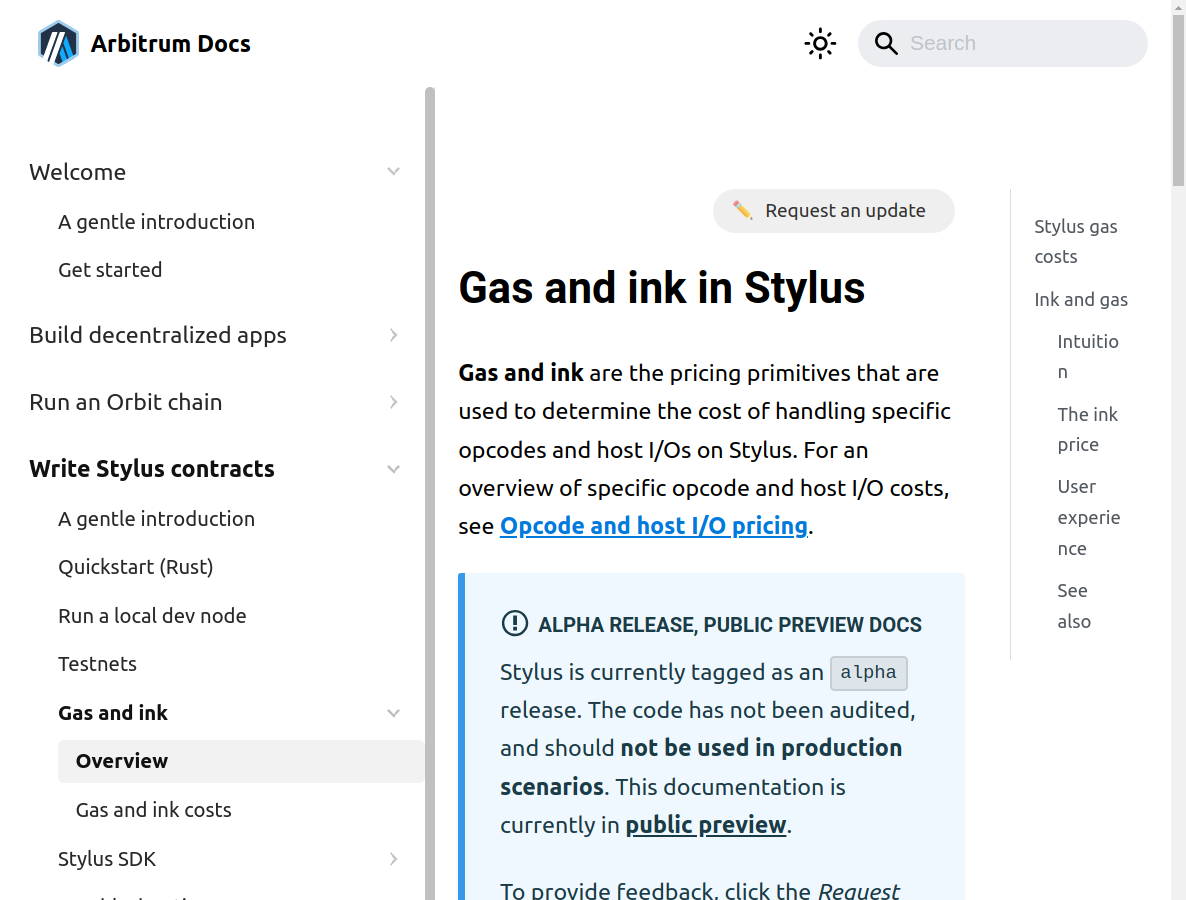 Arbitrum Docs
Search
Welcome
A gentle introduction
Get started
Build decentralized apps
Run an Orbit chain
Write Stylus contracts
A gentle introduction
Quickstart (Rust)
Run a local dev node
Testnets
Gas and ink
Overview
Gas and ink costs
Stylus SDK
Request an update
Gas and ink in Stylus
Gas and ink are the pricing primitives that are
used to determine the cost of handling specific
opcodes and host I/Os on Stylus. For an
overview of specific opcode and host I/O costs,
see Opcode and host I/O pricing.
ALPHA RELEASE, PUBLIC PREVIEW DOCS
Stylus is currently tagged as an alpha
release. The code has not been audited,
and should not be used in production
scenarios. This documentation is
currently in public preview.
To provide feedback, click the Request
Stylus gas
costs
Ink and gas
Intuitio
n
The ink
price
User
experie
nce
See
also